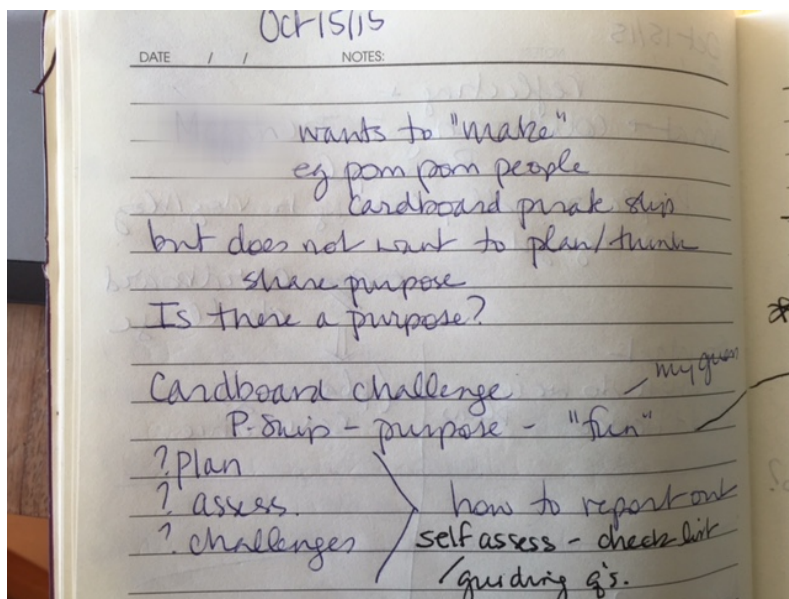 Oct 15/15
DATE / / NOTES:
wants to "make"
eg pom pom people
cardboard pirate ship
but does not want to plan/think
share purpose
Is there a purpose?
my guess
Cardboard challenge
P.Ship - purpose - "fun"
? plan
? assess. how to report out
? challenges self assess - checklist
/guiding q's.